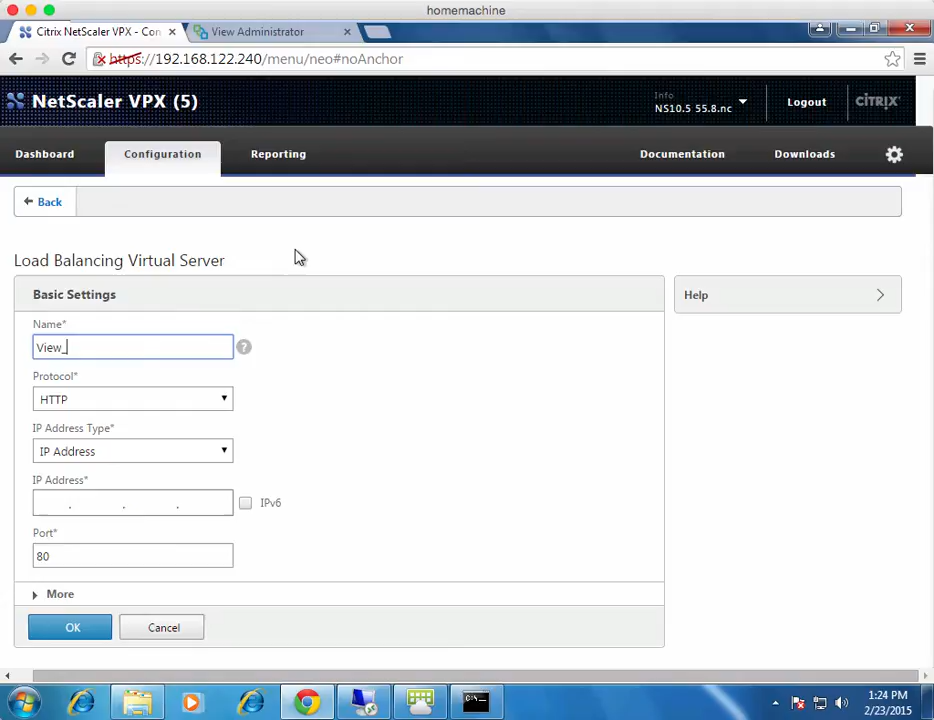 homemachine
Citrix NetScaler VPX - Con
View Administrator
https://192.168.122.240/menu/neo#noAnchor
NetScaler VPX (5)
Info
NS10.5 55.8.nc
Logout
CITRIX
Dashboard
Configuration
Reporting
Documentation
Downloads
Back
Load Balancing Virtual Server
Basic Settings
Help
Name*
View_
?
Protocol*
HTTP
IP Address Type*
IP Address
IP Address*
. . .
IPv6
Port*
80
More
OK
Cancel
1:24 PM
2/23/2015